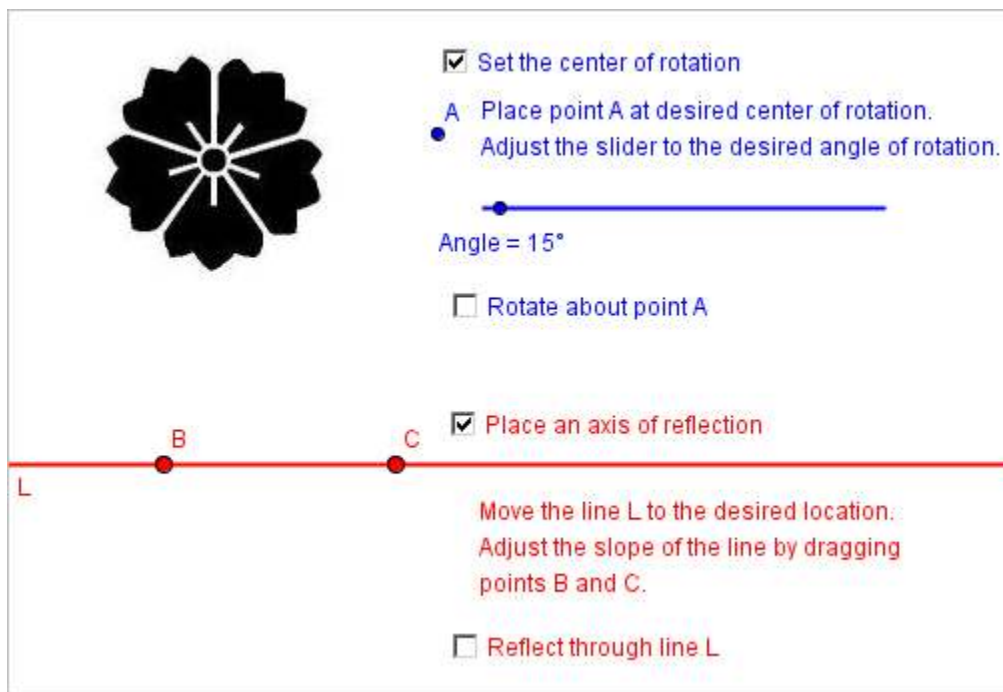 Set the center of rotation
A
Place point A at desired center of rotation.
Adjust the slider to the desired angle of rotation.
Angle = 15°
Rotate about point A
Place an axis of reflection
B
C
L
Move the line L to the desired location.
Adjust the slope of the line by dragging
points B and C.
Reflect through line L